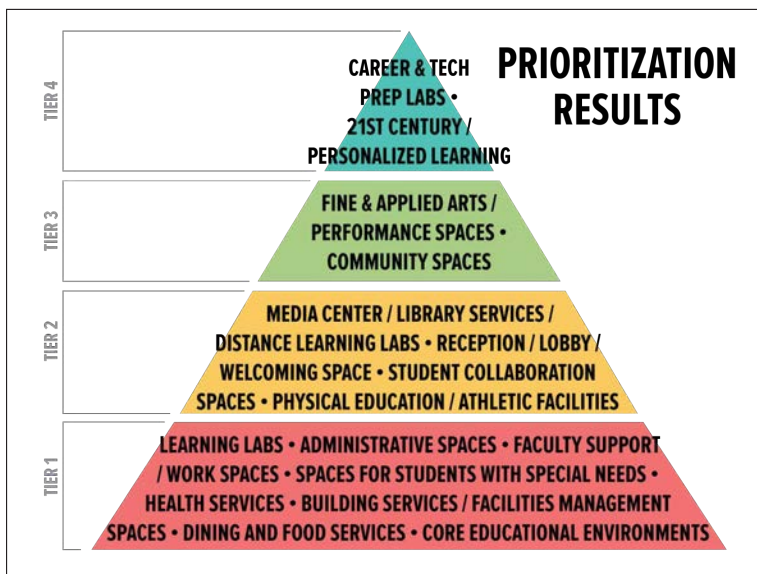 PRIORITIZATION
RESULTS
TIER 4
CAREER & TECH
PREP LABS •
21ST CENTURY /
PERSONALIZED LEARNING
TIER 3
FINE & APPLIED ARTS /
PERFORMANCE SPACES •
COMMUNITY SPACES
TIER 2
MEDIA CENTER / LIBRARY SERVICES /
DISTANCE LEARNING LABS • RECEPTION / LOBBY /
WELCOMING SPACE • STUDENT COLLABORATION
SPACES • PHYSICAL EDUCATION / ATHLETIC FACILITIES
TIER 1
LEARNING LABS • ADMINISTRATIVE SPACES • FACULTY SUPPORT
/ WORK SPACES • SPACES FOR STUDENTS WITH SPECIAL NEEDS •
HEALTH SERVICES • BUILDING SERVICES / FACILITIES MANAGEMENT
SPACES • DINING AND FOOD SERVICES • CORE EDUCATIONAL ENVIRONMENTS